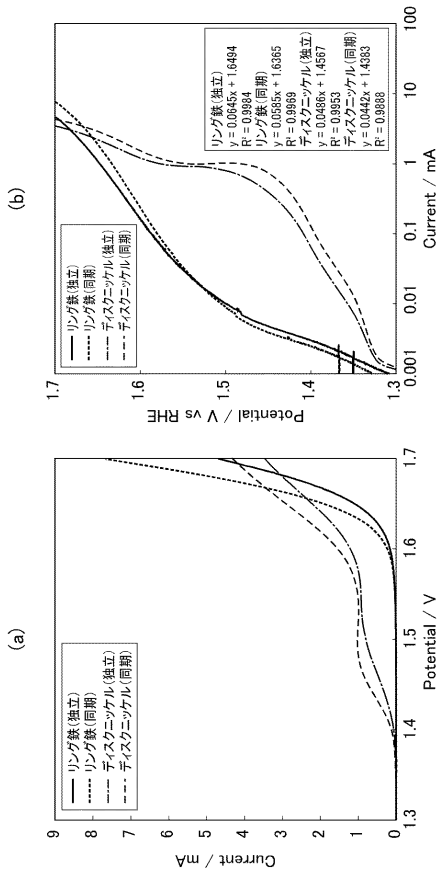 (a)
Current / mA
9
8
7
6
5
4
3
2
1
0
1.3
1.4
1.5
1.6
1.7
Potential / V
リング鉄(独立)
リング鉄(同期)
ディスクニッケル(独立)
ディスクニッケル(同期)
(b)
Potential / V vs RHE
1.7
1.6
1.5
1.4
1.3
0.001
0.01
0.1
1
10
100
Current / mA
リング鉄(独立)
リング鉄(同期)
ディスクニッケル(独立)
ディスクニッケル(同期)
リング鉄(独立)
y = 0.0645x + 1.6494
R² = 0.9984
リング鉄(同期)
y = 0.0585x + 1.6365
R² = 0.9969
ディスクニッケル(独立)
y = 0.0486x + 1.4567
R² = 0.9953
ディスクニッケル(同期)
y = 0.0442x + 1.4383
R² = 0.9888